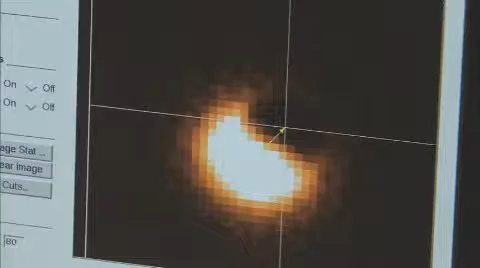 On Off
On Off
age Stat ...
ear Image
Cuts..
80